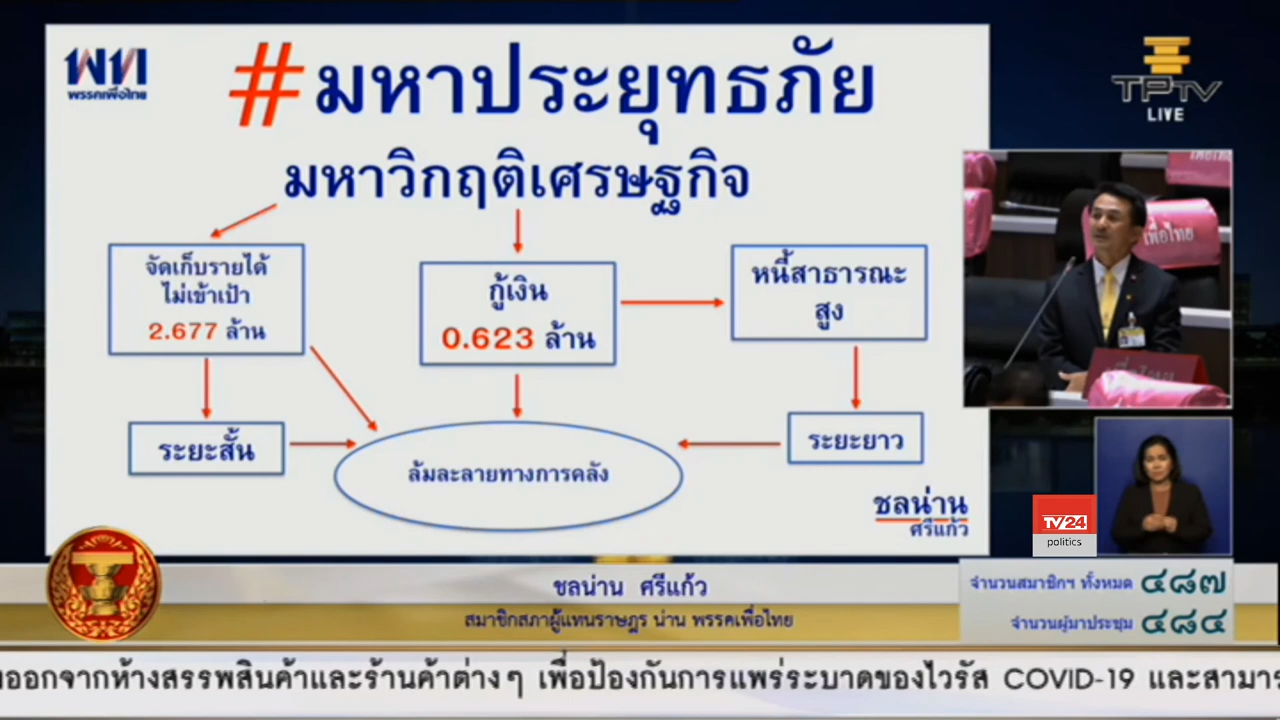 พท
พรรคเพื่อไทย
#มหาประยุทธภัย
มหาวิกฤติเศรษฐกิจ
จัดเก็บรายได้
ไม่เข้าเป้า
2.677 ล้าน
กู้เงิน
0.623 ล้าน
หนี้สาธารณะ
สูง
ระยะสั้น
ล้มละลายทางการคลัง
ระยะยาว
ชลน่าน
ศรีแก้ว
TPTV
LIVE
เพื่อไทย
TV24
politics
ชลน่าน ศรีแก้ว
สมาชิกสภาผู้แทนราษฎร น่าน พรรคเพื่อไทย
จำนวนสมาชิกฯ ทั้งหมด ๔๘๗
จำนวนผู้มาประชุม ๔๘๔
ออกจากห้างสรรพสินค้าและร้านค้าต่างๆ เพื่อป้องกันการแพร่ระบาดของไวรัส COVID-19 และสามาร